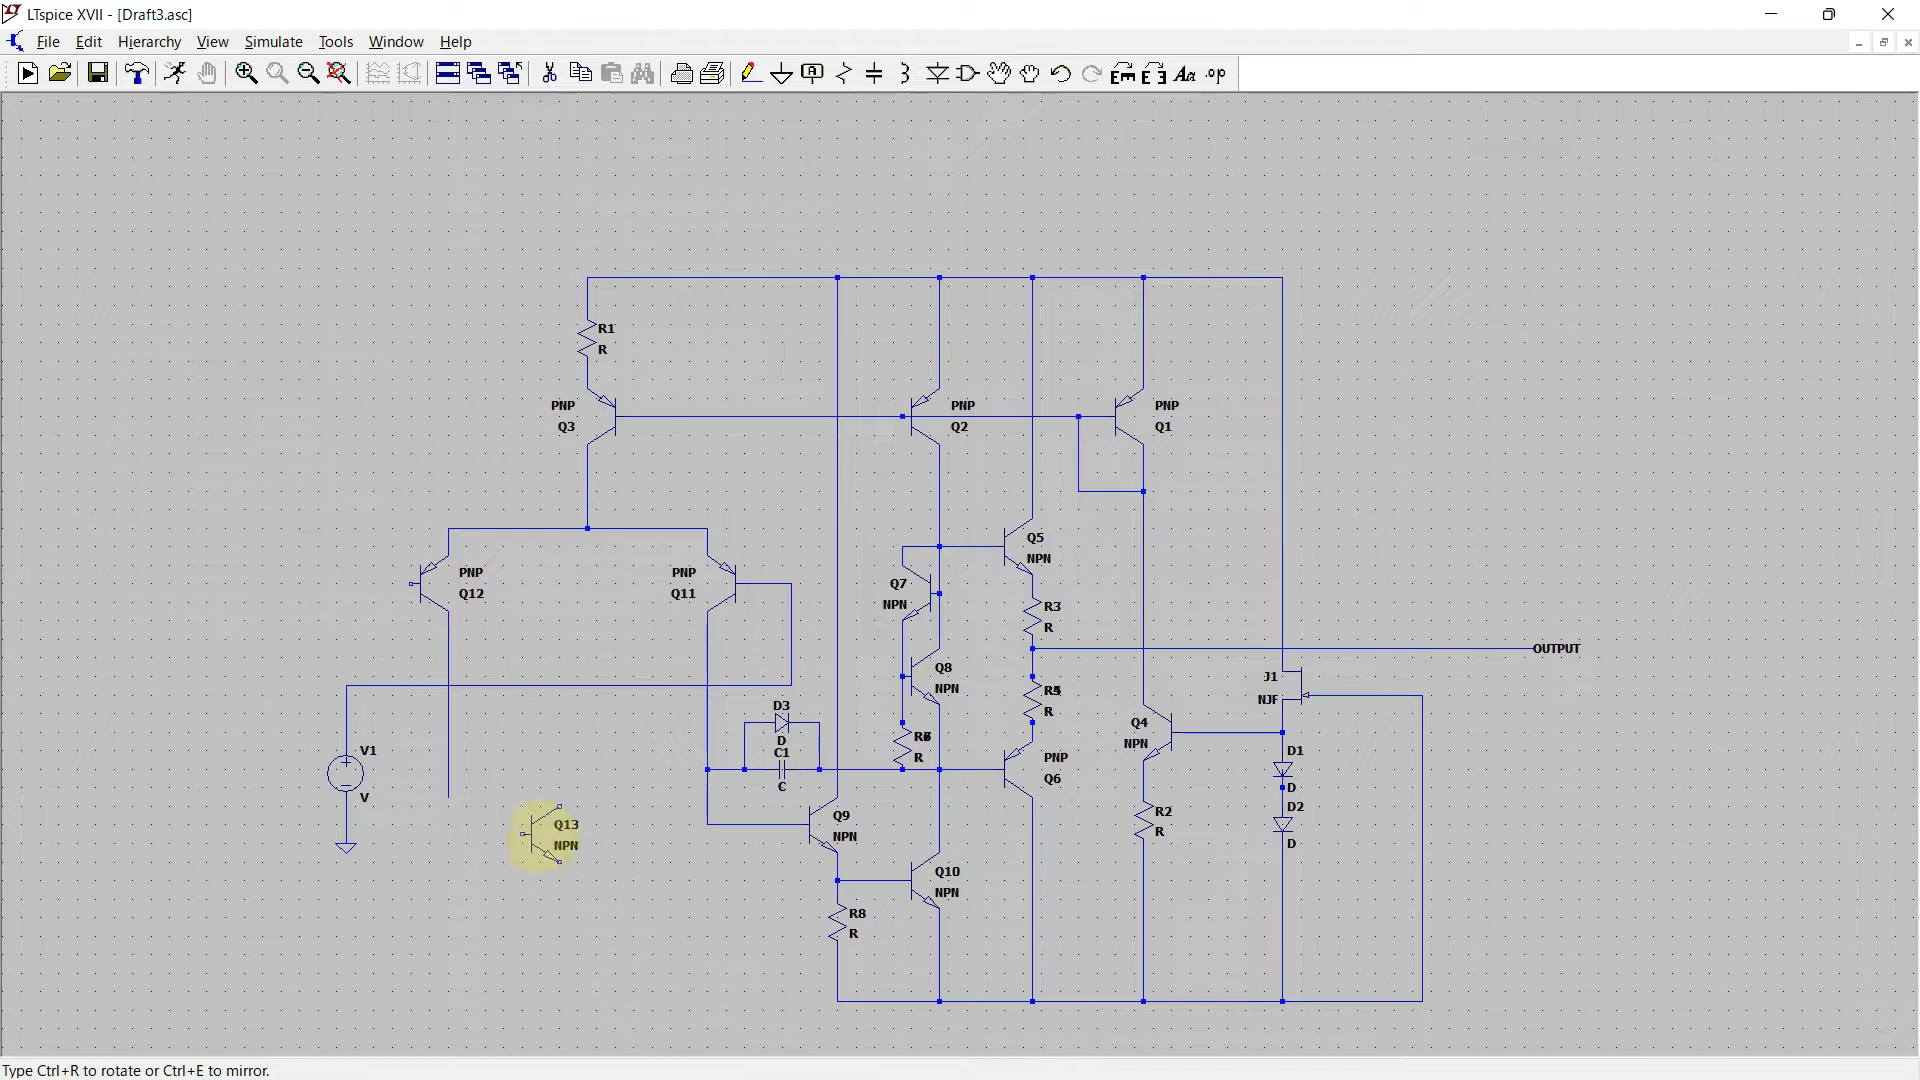 LTspice XVII - [Draft3.asc]
File Edit Hierarchy View Simulate Tools Window Help
R1
R
PNP
Q3
PNP
Q2
PNP
Q1
Q5
NPN
PNP
Q12
PNP
Q11
Q7
NPN
R3
R
OUTPUT
Q8
NPN
J1
NJF
R
D3
D
C1
C
R
Q4
NPN
V1
V
PNP
Q6
D1
D
D2
D
R2
R
Q9
NPN
Q13
NPN
Q10
NPN
R8
R
Type Ctrl+R to rotate or Ctrl+E to mirror.